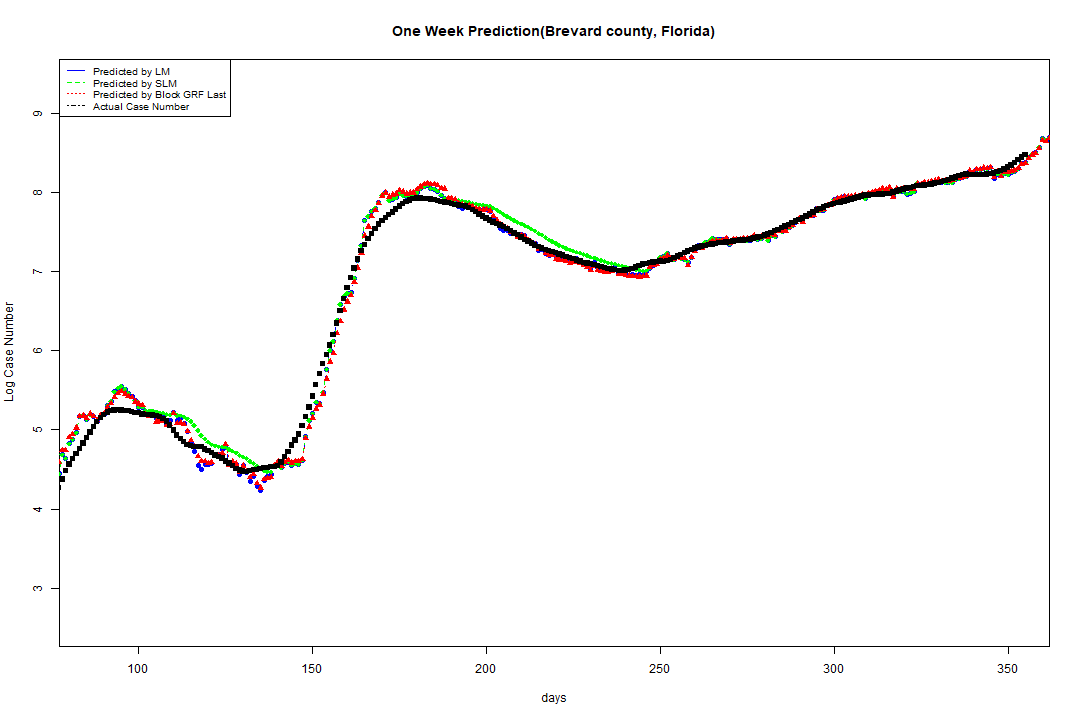 One Week Prediction(Brevard county, Florida)
Predicted by LM
Predicted by SLM
Predicted by Block GRF Last
Actual Case Number
9
8
7
6
5
4
3
Log Case Number
100 150 200 250 300 350
days